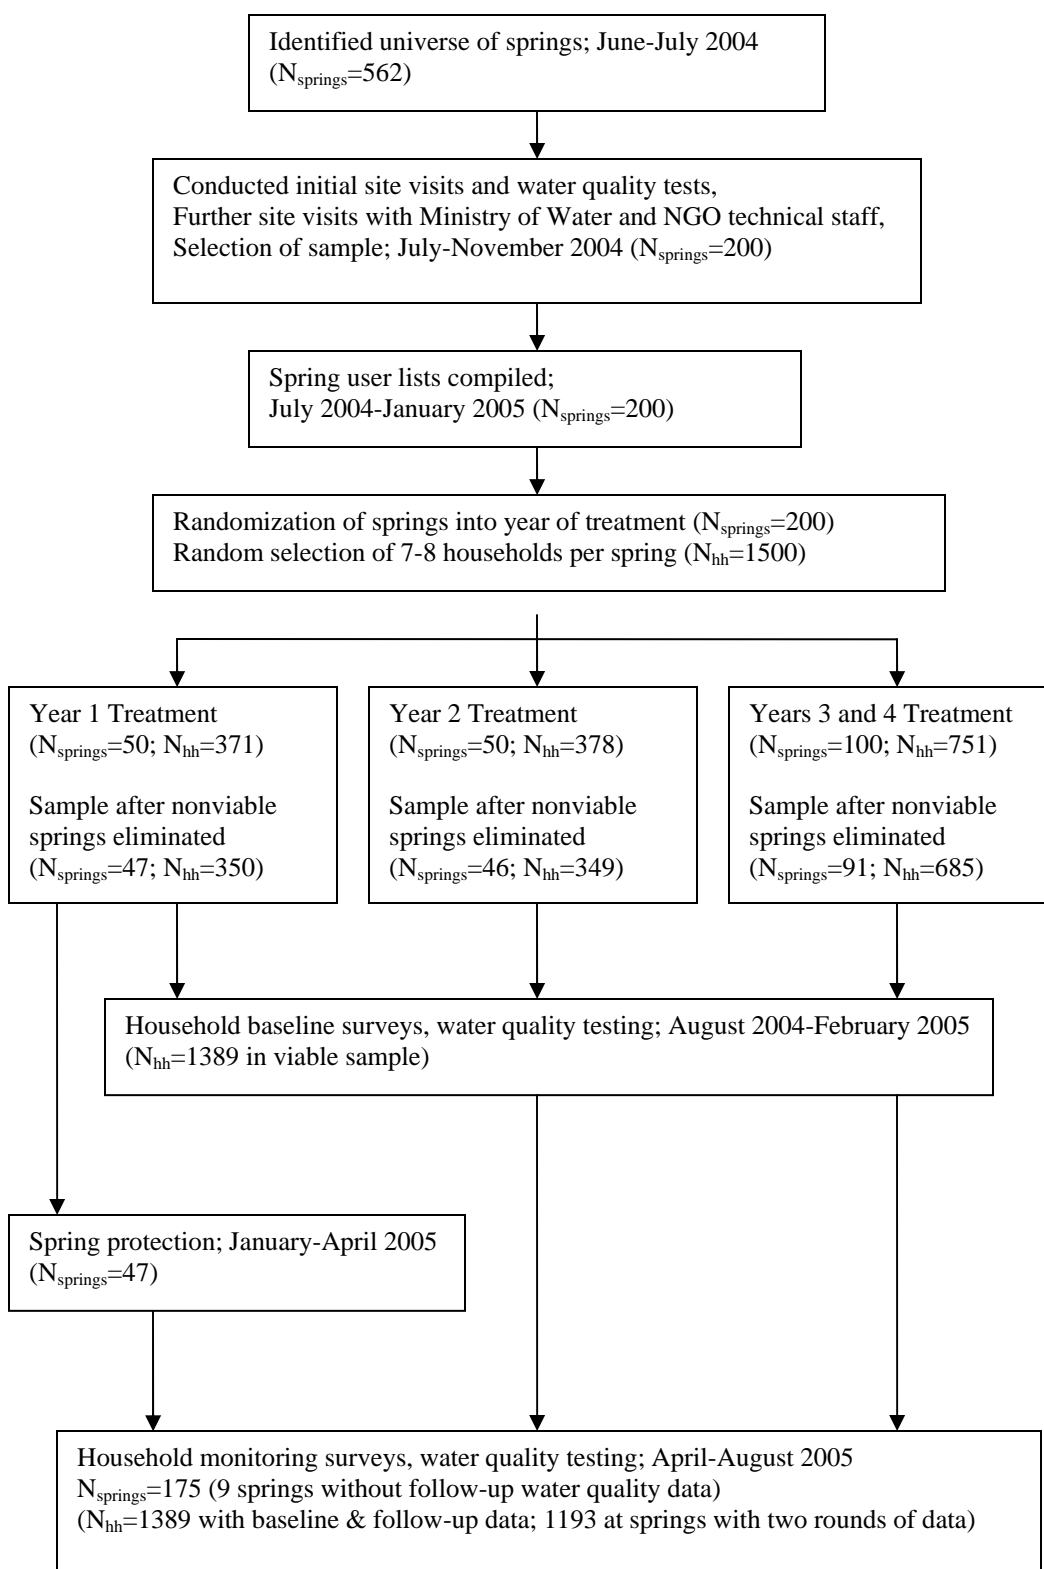 Identified universe of springs; June-July 2004
(Nsprings=562)
Conducted initial site visits and water quality tests,
Further site visits with Ministry of Water and NGO technical staff,
Selection of sample; July-November 2004 (Nsprings=200)
Spring user lists compiled;
July 2004-January 2005 (Nsprings=200)
Randomization of springs into year of treatment (Nsprings=200)
Random selection of 7-8 households per spring (Nhh=1500)
Year 1 Treatment
(Nsprings=50; Nhh=371)
Sample after nonviable
springs eliminated
(Nsprings=47; Nhh=350)
Year 2 Treatment
(Nsprings=50; Nhh=378)
Sample after nonviable
springs eliminated
(Nsprings=46; Nhh=349)
Years 3 and 4 Treatment
(Nsprings=100; Nhh=751)
Sample after nonviable
springs eliminated
(Nsprings=91; Nhh=685)
Household baseline surveys, water quality testing; August 2004-February 2005
(Nhh=1389 in viable sample)
Spring protection; January-April 2005
(Nsprings=47)
Household monitoring surveys, water quality testing; April-August 2005
Nsprings=175 (9 springs without follow-up water quality data)
(Nhh=1389 with baseline & follow-up data; 1193 at springs with two rounds of data)